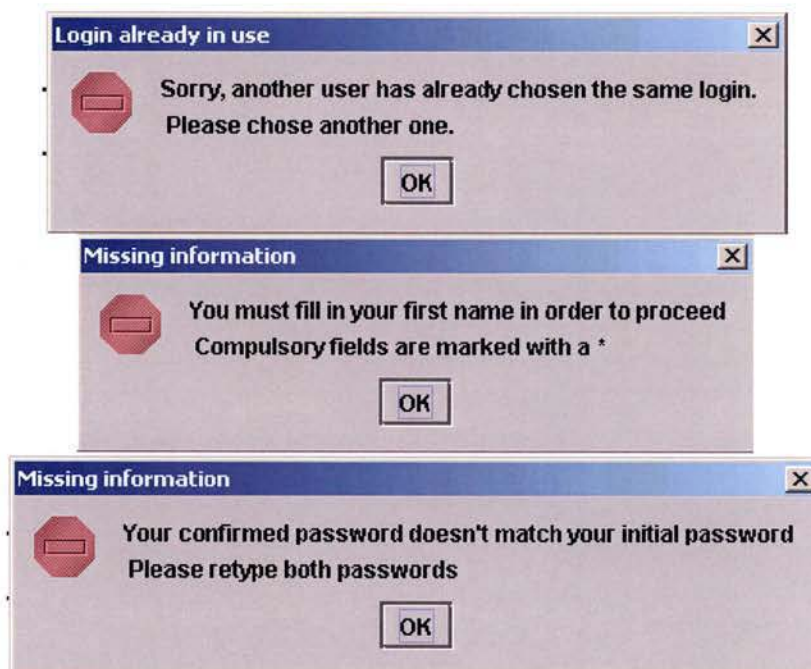 Login already in use
Sorry, another user has already chosen the same login.
Please chose another one.
OK
Missing information
You must fill in your first name in order to proceed
Compulsory fields are marked with a *
OK
Missing information
Your confirmed password doesn't match your initial password
Please retype both passwords
OK